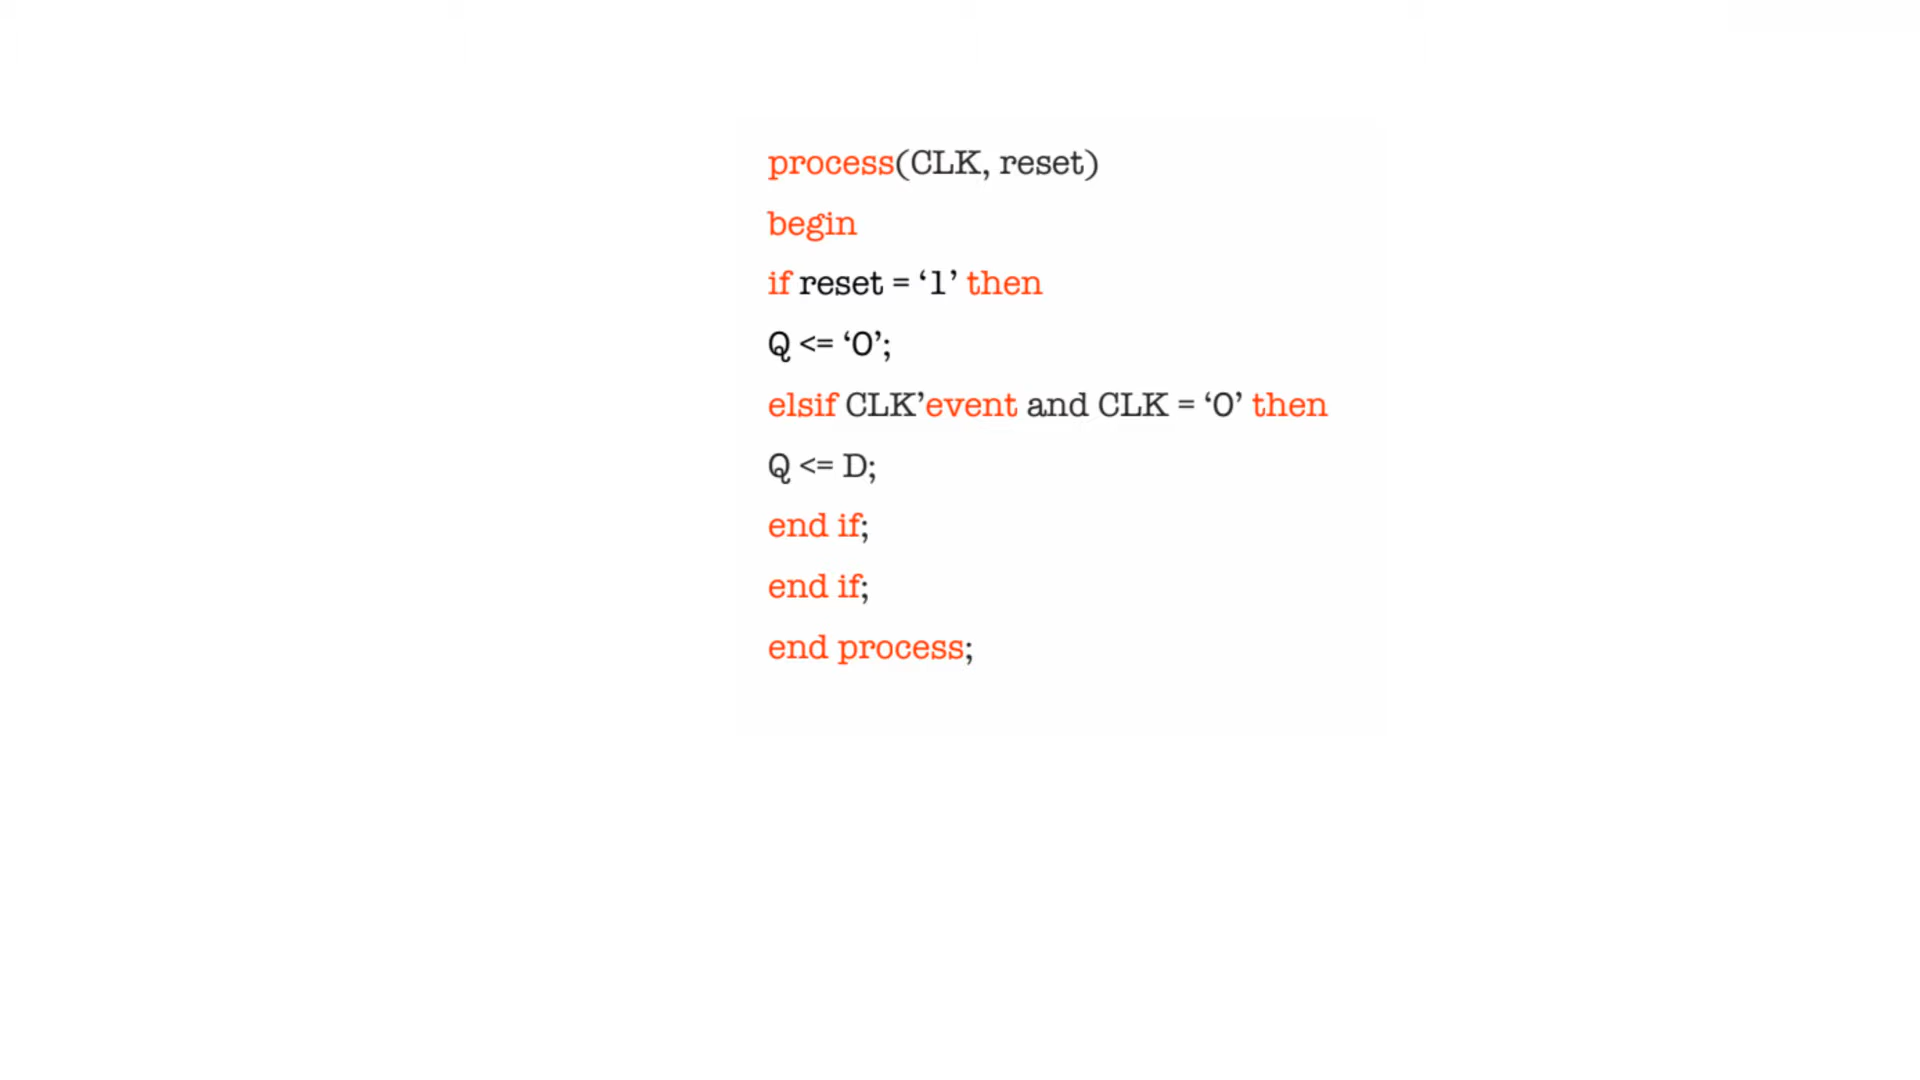 process(CLK, reset)
begin
if reset = ‘1’ then
Q <= ‘0’;
elsif CLK’event and CLK = ‘0’ then
Q <= D;
end if;
end if;
end process;